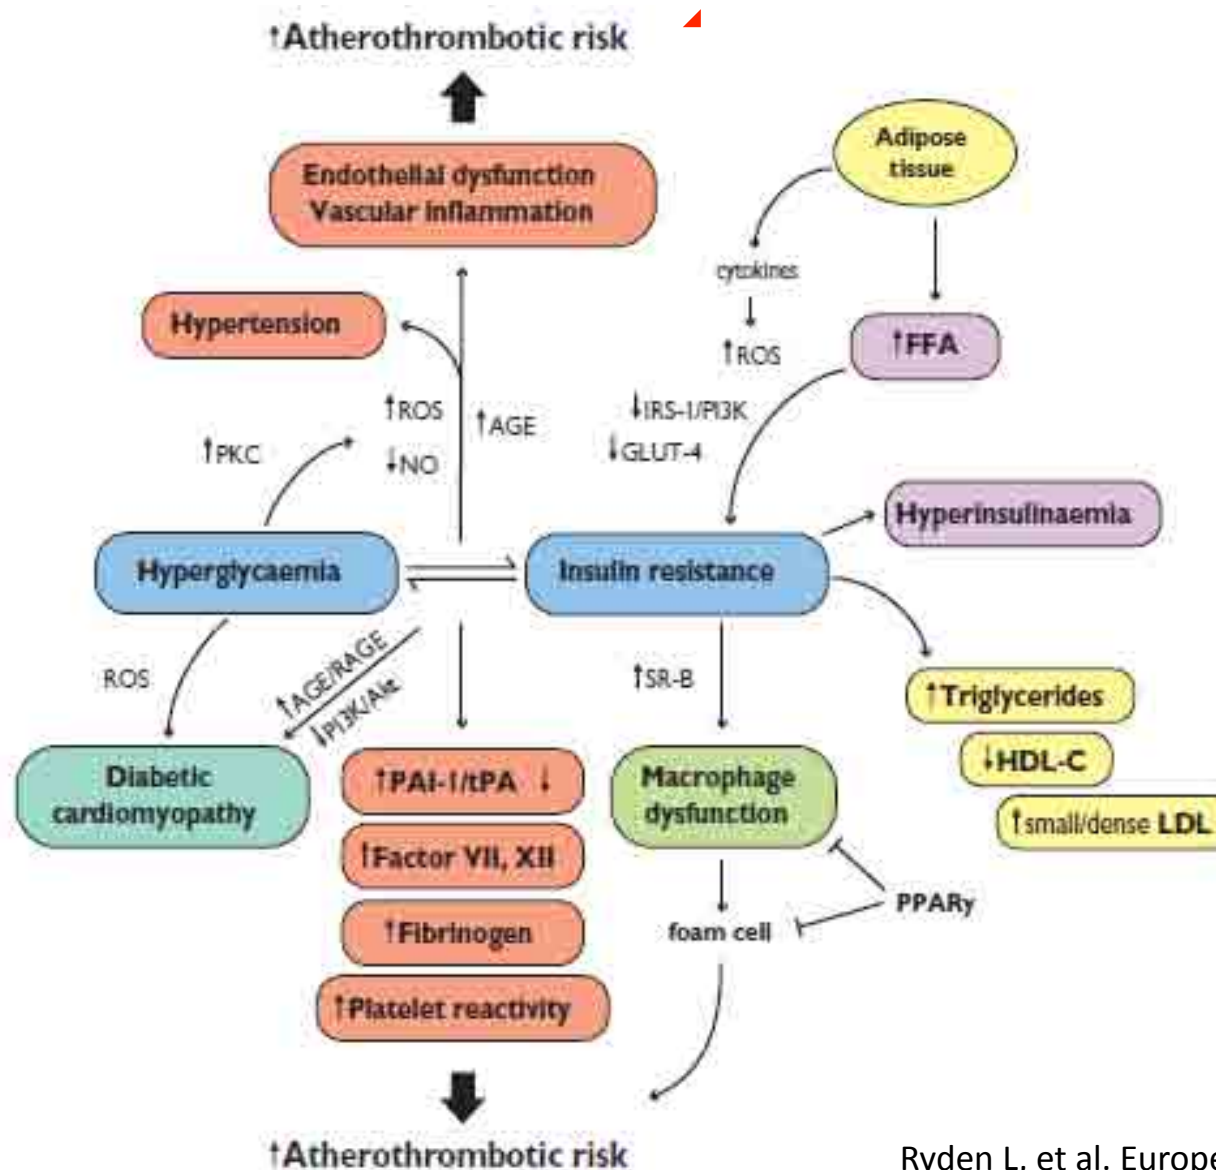 ↑Atherothrombotic risk
Endothelial dysfunction
Vascular inflammation
Adipose
tissue
cytokines
↑ROS
↑FFA
Hypertension
↑ROS
↓NO
↑AGE
↑PKC
↓IRS-1/PI3K
↓GLUT-4
Hyperinsulinaemia
Hyperglycaemia
Insulin resistance
ROS
↑AGE/RAGE
↓PI3K/Akt
↑SR-B
↑Triglycerides
↓HDL-C
↑small/dense LDL
Diabetic
cardiomyopathy
↑PAI-1/tPA ↓
↑Factor VII, XII
↑Fibrinogen
↑Platelet reactivity
Macrophage
dysfunction
foam cell
PPARγ
↑Atherothrombotic risk
Ryden L. et al. Europe